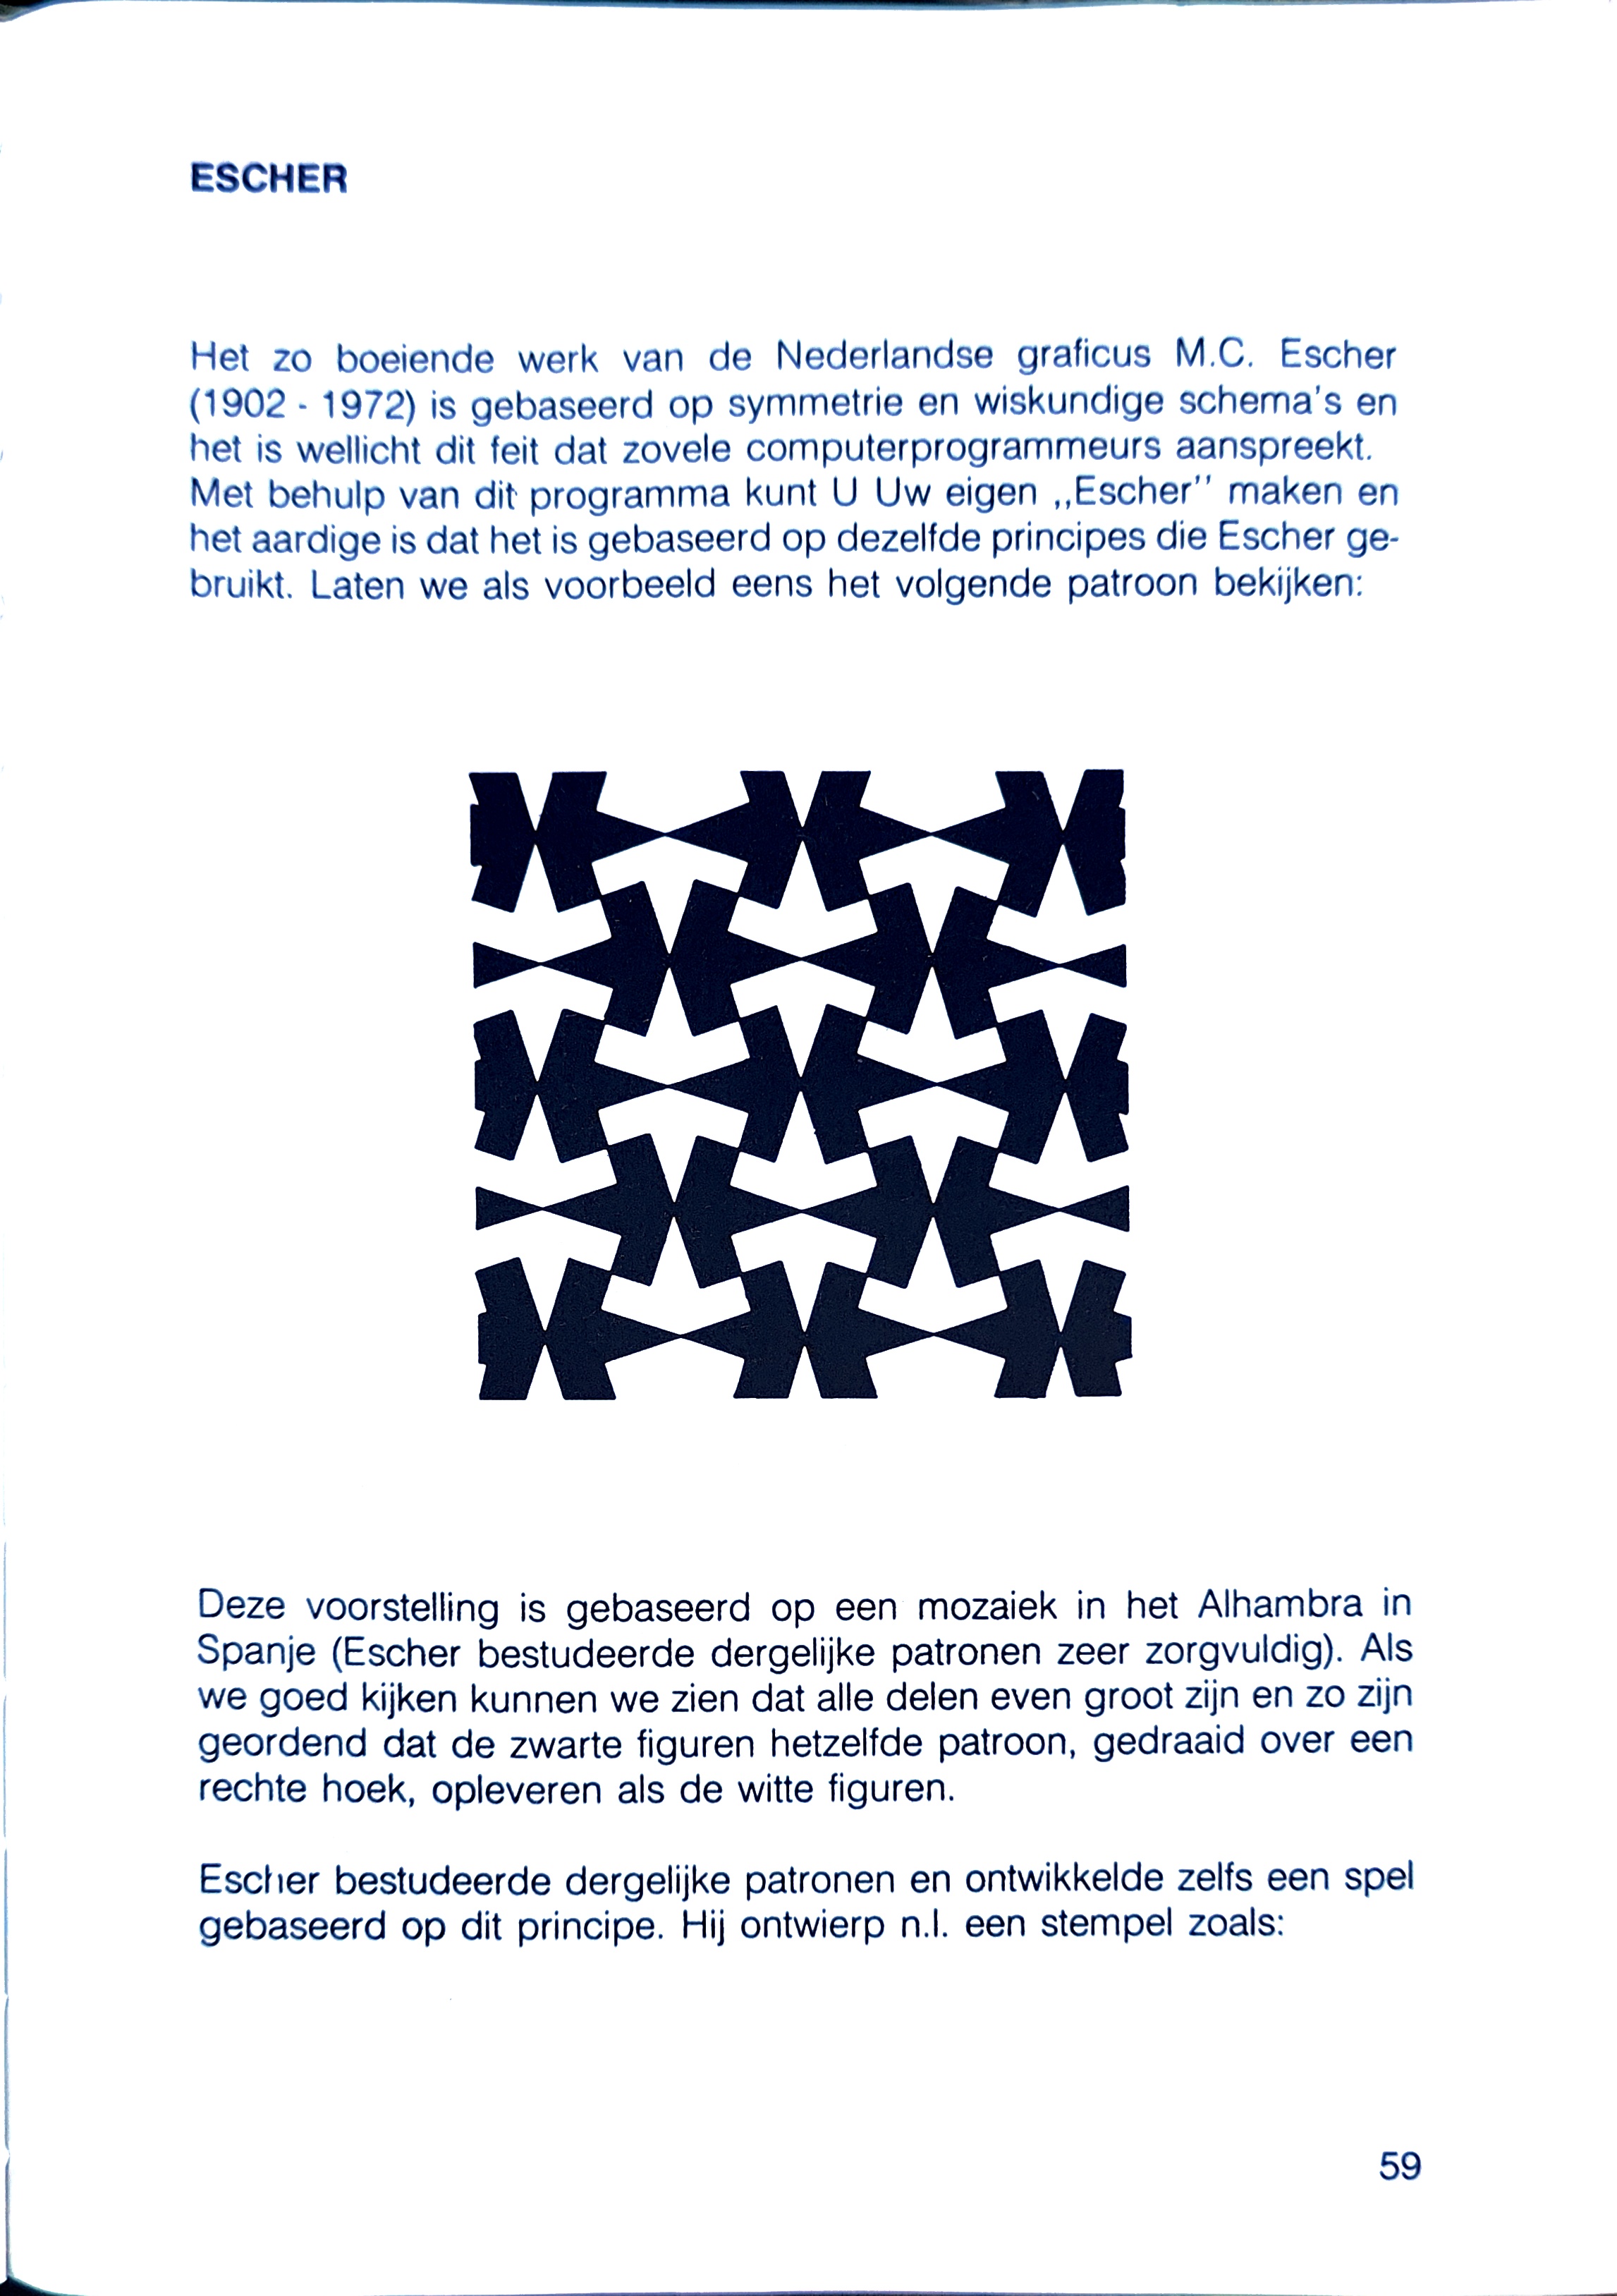 ESCHER
Het zo boeiende werk van de Nederlandse graficus M.C. Escher
(1902 - 1972) is gebaseerd op symmetrie en wiskundige schema's en
het is wellicht dit feit dat zovele computerprogrammeurs aanspreekt.
Met behulp van dit programma kunt U Uw eigen ,,Escher'' maken en
het aardige is dat het is gebaseerd op dezelfde principes die Escher ge-
bruikt. Laten we als voorbeeld eens het volgende patroon bekijken:
Deze voorstelling is gebaseerd op een mozaiek in het Alhambra in
Spanje (Escher bestudeerde dergelijke patronen zeer zorgvuldig). Als
we goed kijken kunnen we zien dat alle delen even groot zijn en zo zijn
geordend dat de zwarte figuren hetzelfde patroon, gedraaid over een
rechte hoek, opleveren als de witte figuren.
Escher bestudeerde dergelijke patronen en ontwikkelde zelfs een spel
gebaseerd op dit principe. Hij ontwierp n.l. een stempel zoals:
59